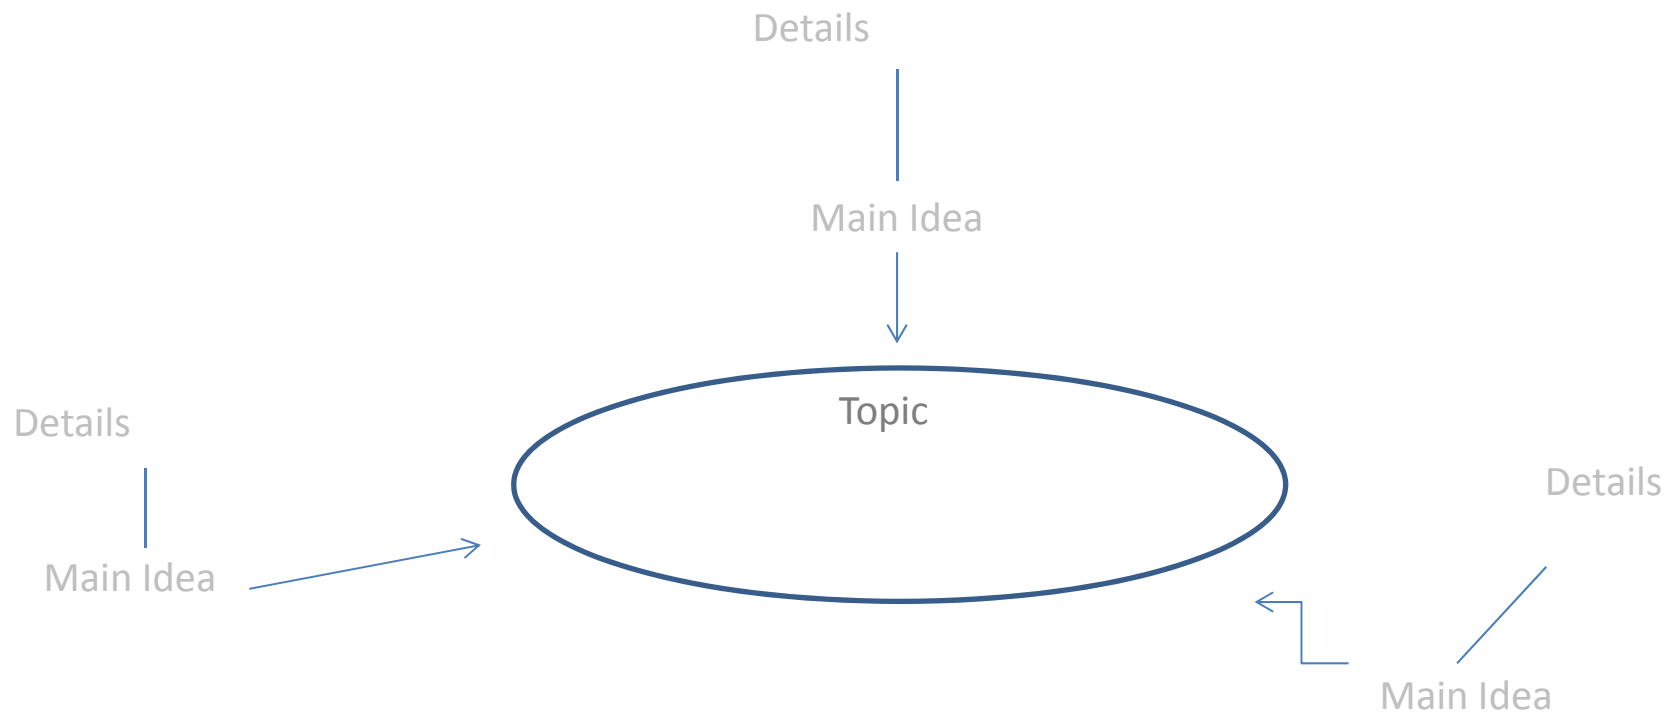 Details
Main Idea
Topic
Details
Details
Main Idea
Main Idea